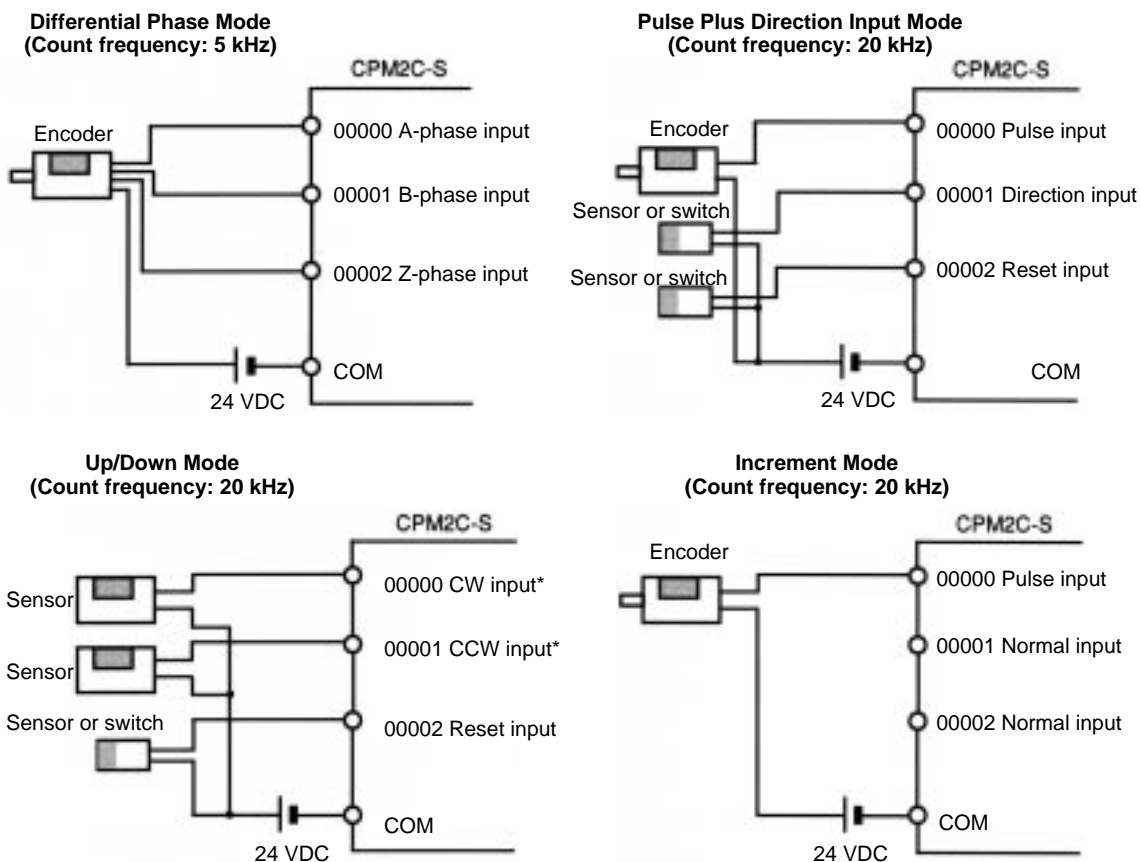 Differential Phase Mode
(Count frequency: 5 kHz)
CPM2C-S
Encoder
00000 A-phase input
00001 B-phase input
00002 Z-phase input
COM
24 VDC
Pulse Plus Direction Input Mode
(Count frequency: 20 kHz)
CPM2C-S
Encoder
00000 Pulse input
00001 Direction input
Sensor or switch
00002 Reset input
Sensor or switch
COM
24 VDC
Up/Down Mode
(Count frequency: 20 kHz)
CPM2C-S
00000 CW input*
Sensor
00001 CCW input*
Sensor
Sensor or switch
00002 Reset input
COM
24 VDC
Increment Mode
(Count frequency: 20 kHz)
CPM2C-S
Encoder
00000 Pulse input
00001 Normal input
00002 Normal input
COM
24 VDC